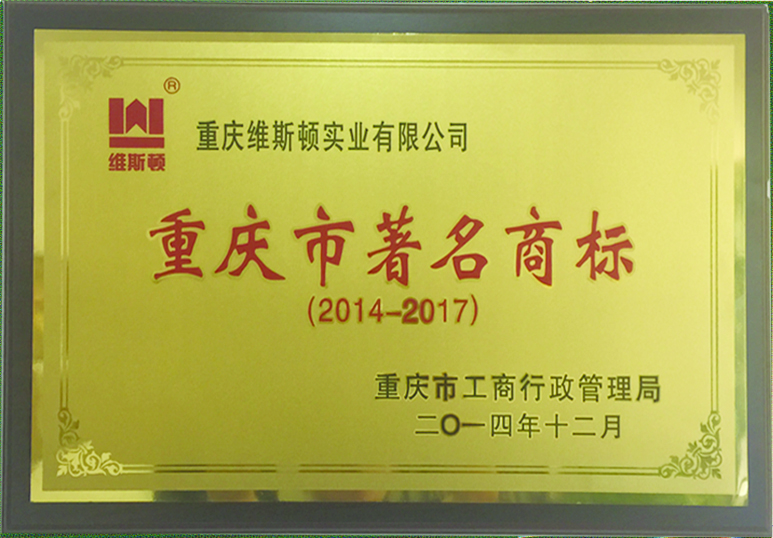 ®
维斯顿
重庆维斯顿实业有限公司
重庆市著名商标
(2014-2017)
重庆市工商行政管理局
二〇一四年十二月